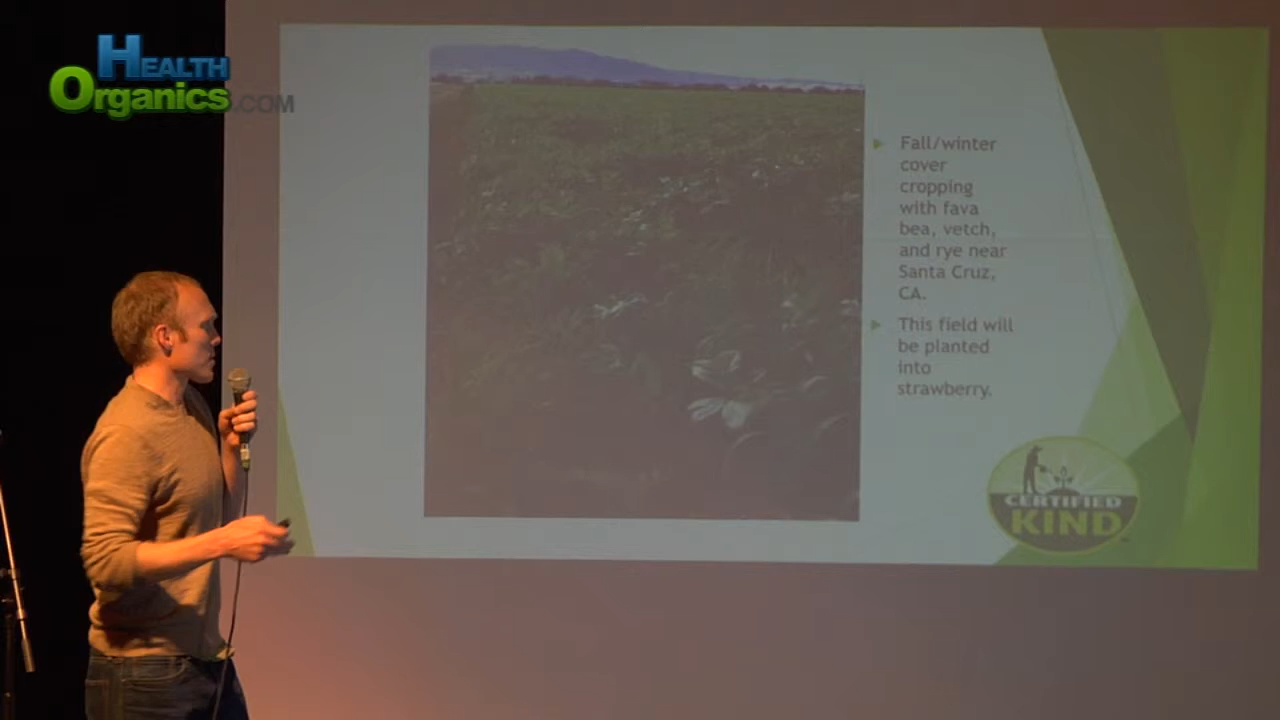 HEALTH
ORGANICS.COM
Fall/winter
cover
cropping
with fava
bea, vetch,
and rye near
Santa Cruz,
CA.
This field will
be planted
into
strawberry.
CERTIFIED
KIND